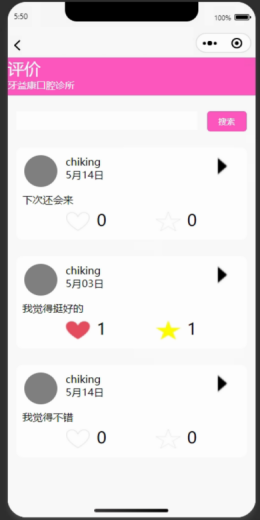 5:50
100%
评价
牙益康口腔诊所
搜素
chiking
5月14日
下次还会来
0 0
chiking
5月03日
我觉得挺好的
1 1
chiking
5月14日
我觉得不错
0 0